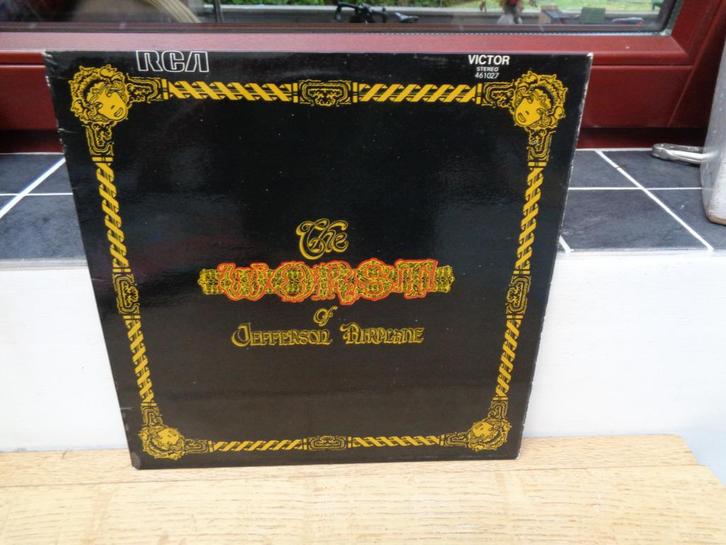 RCA
VICTOR
STEREO
461027
The
WORST
of
JEFFERSON AIRPLANE